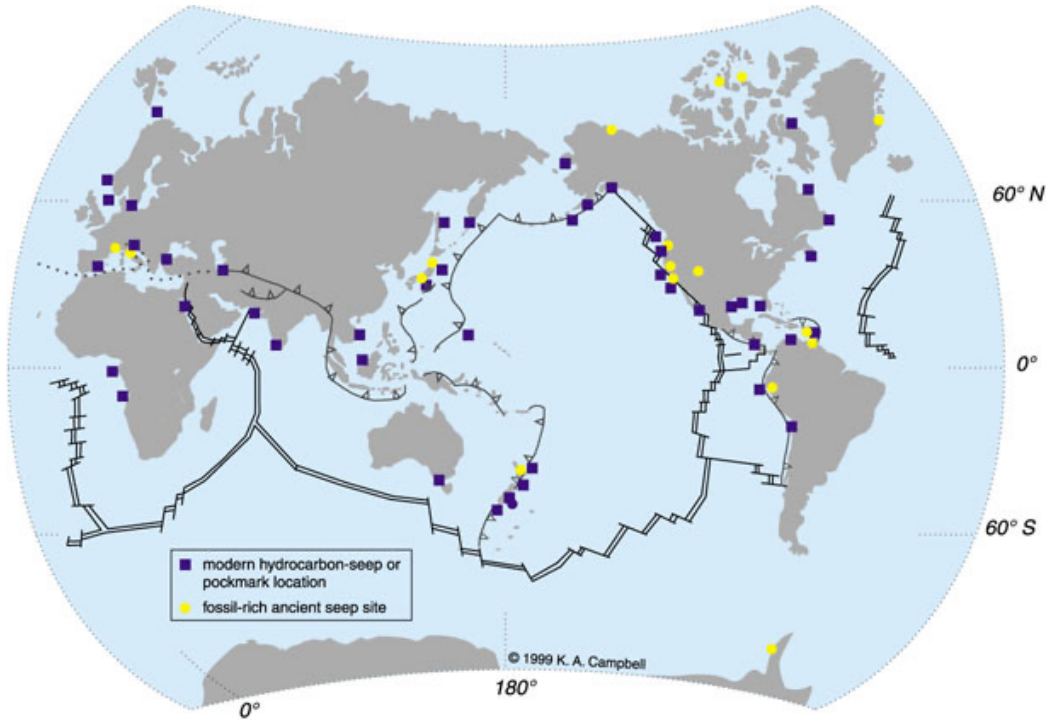 60° N
0°
60° S
modern hydrocarbon-seep or
pockmark location
fossil-rich ancient seep site
© 1999 K. A. Campbell
180°
0°